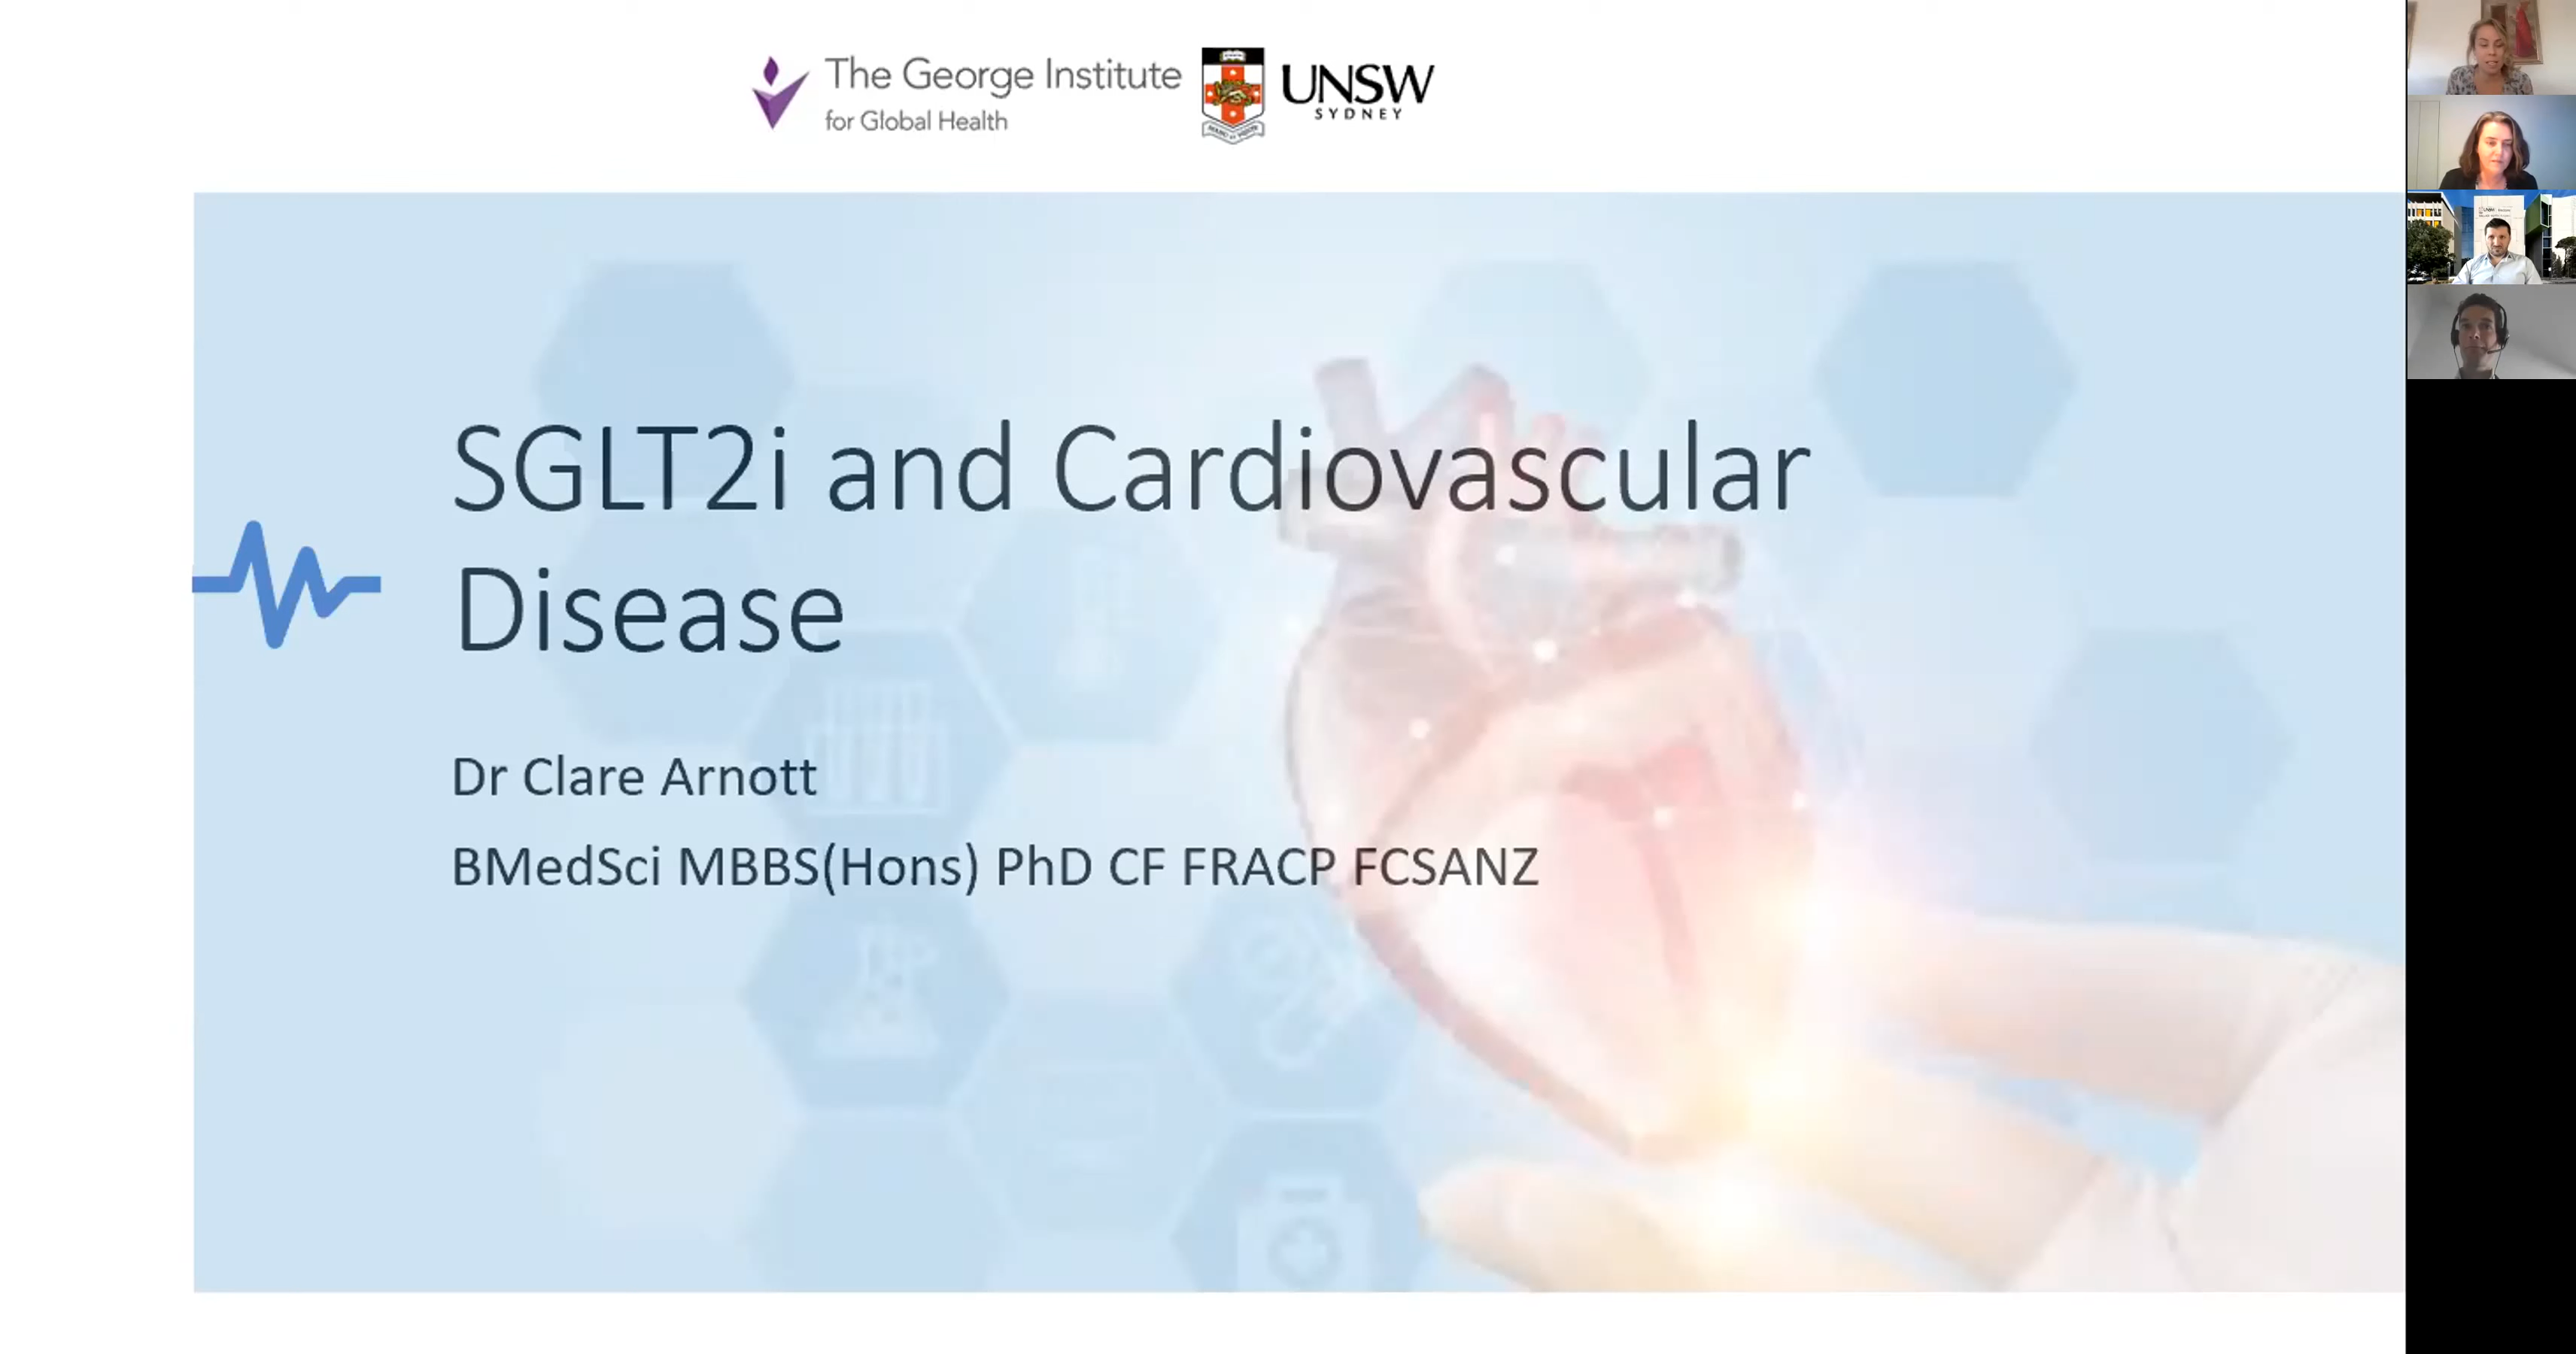 The George Institute
for Global Health
UNSW
SYDNEY
SGLT2i and Cardiovascular
Disease
Dr Clare Arnott
BMedSci MBBS(Hons) PhD CF FRACP FCSANZ